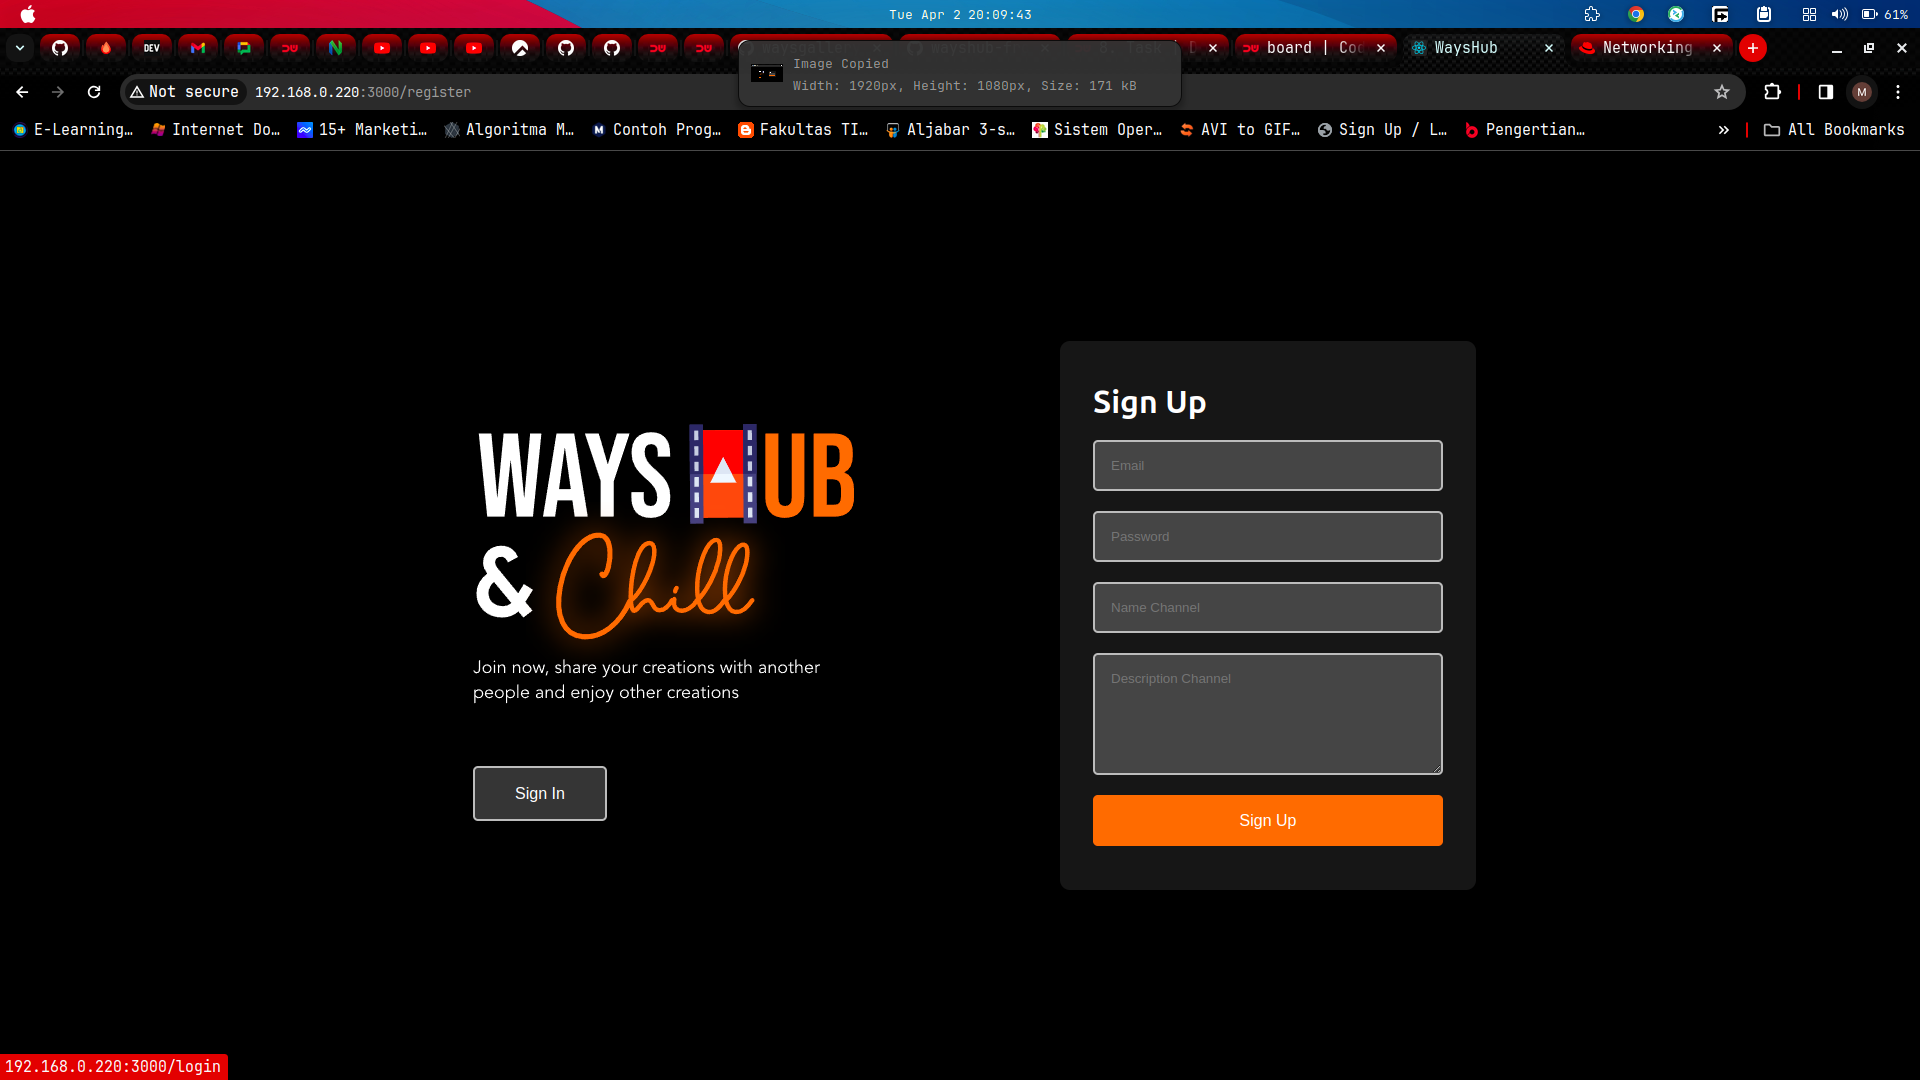 Tue Apr 2 20:09:43
61%
DEV
board | Coc
WaysHub
Networking
Image Copied
Width: 1920px, Height: 1080px, Size: 171 kB
Not secure
192.168.0.220:3000/register
M
E-Learning…
Internet Do…
15+ Marketi…
Algoritma M…
Contoh Prog…
Fakultas TI…
Aljabar 3-s…
Sistem Oper…
AVI to GIF…
Sign Up / L…
Pengertian…
All Bookmarks
WAYS HUB
& Chill
Join now, share your creations with another
people and enjoy other creations
Sign In
Sign Up
Email
Password
Name Channel
Description Channel
Sign Up
192.168.0.220:3000/login